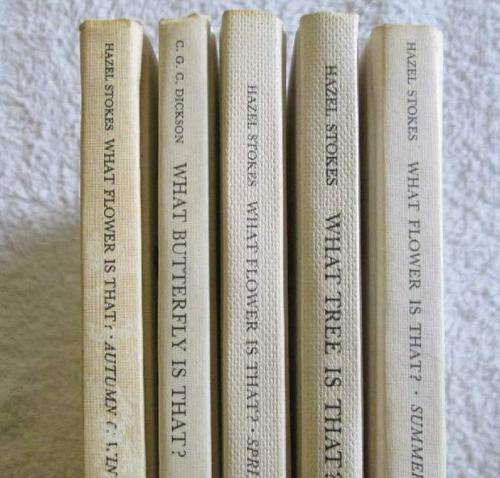 HAZEL STOKES WHAT FLOWER IS THAT? · AUTUMN &
C. G. C. DICKSON WHAT BUTTERFLY IS THAT?
HAZEL STOKES WHAT FLOWER IS THAT? · SPRI
HAZEL STOKES WHAT TREE IS THAT?
HAZEL STOKES WHAT FLOWER IS THAT? · SUMMER